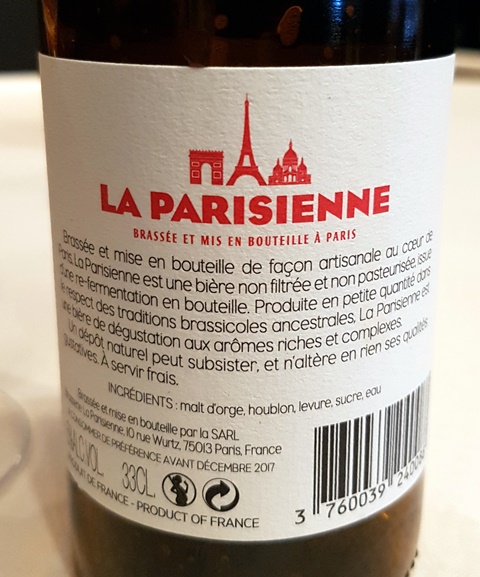 LA PARISIENNE
BRASSÉE ET MIS EN BOUTEILLE À PARIS
Brassée et mise en bouteille de façon artisanale au cœur de
Paris, La Parisienne est une bière non filtrée et non pasteurisée, issue
d'une re-fermentation en bouteille. Produite en petite quantité dans
le respect des traditions brassicoles ancestrales, La Parisienne est
une bière de dégustation aux arômes riches et complexes.
Un dépôt naturel peut subsister, et n'altère en rien ses qualités
gustatives. À servir frais.
INGRÉDIENTS : malt d'orge, houblon, levure, sucre, eau
Brassée et mise en bouteille par la SARL
La Parisienne, 10 rue Wurtz, 75013 Paris, France
À CONSOMMER DE PRÉFÉRENCE AVANT DÉCEMBRE 2017
ALC VOL 33CL
PRODUIT DE FRANCE - PRODUCT OF FRANCE
3 760039 2400